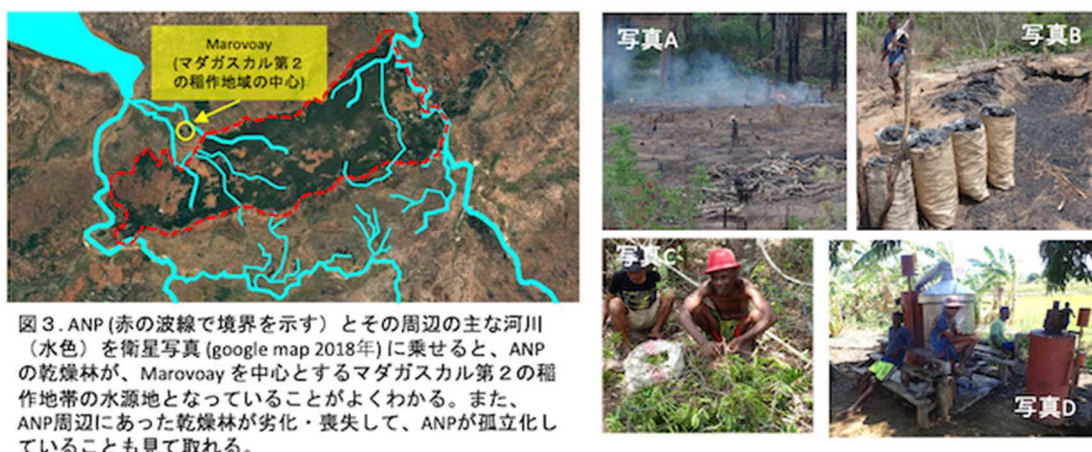 Marovoay
(マダガスカル第2
の稲作地域の中心)
図3. ANP (赤の波線で境界を示す) とその周辺の主な河川
(水色) を衛星写真 (google map 2018年) に乗せると、ANP
の乾燥林が、Marovoay を中心とするマダガスカル第2の稲
作地帯の水源地となっていることがよくわかる。また、
ANP周辺にあった乾燥林が劣化・喪失して、ANPが孤立化し
ていることも見て取れる。
写真A
写真B
写真C
写真D